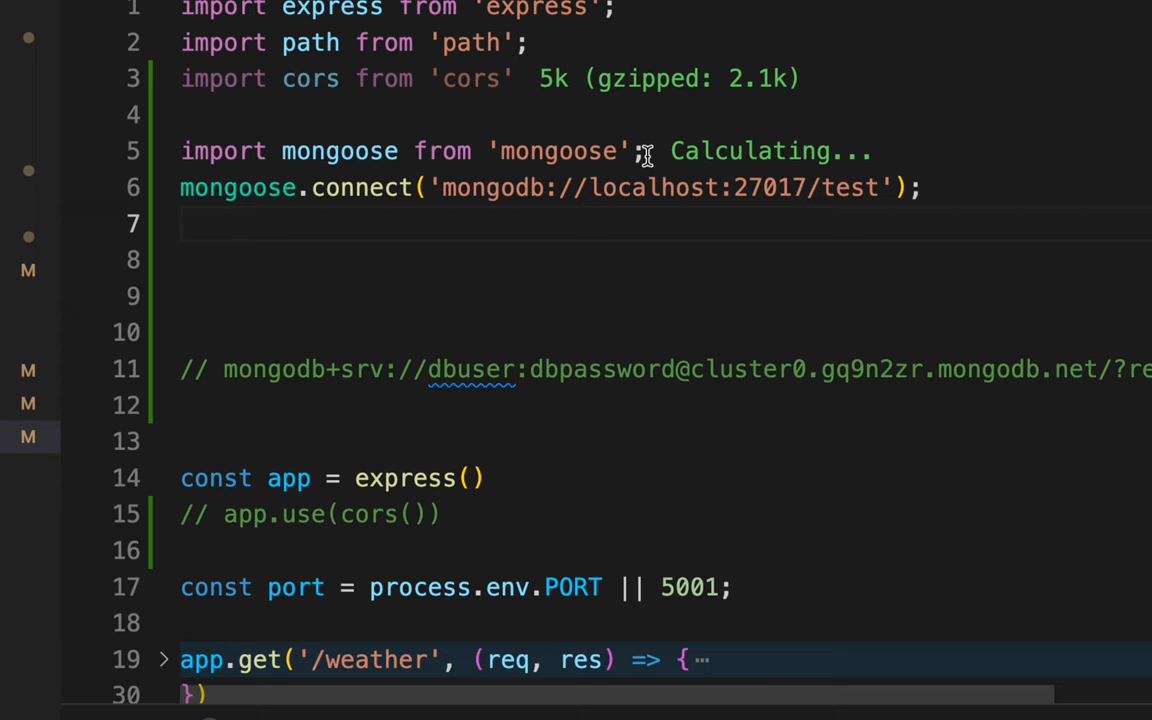 1 import express from 'express';
2 import path from 'path';
3 import cors from 'cors' 5k (gzipped: 2.1k)
4
5 import mongoose from 'mongoose'; Calculating...
6 mongoose.connect('mongodb://localhost:27017/test');
7
8
9
10
M 11 // mongodb+srv://dbuser:dbpassword@cluster0.gq9n2zr.mongodb.net/?re
M 12
M 13
M 14 const app = express()
15 // app.use(cors())
16
17 const port = process.env.PORT || 5001;
18
19 app.get('/weather', (req, res) => { ⋯
30 })